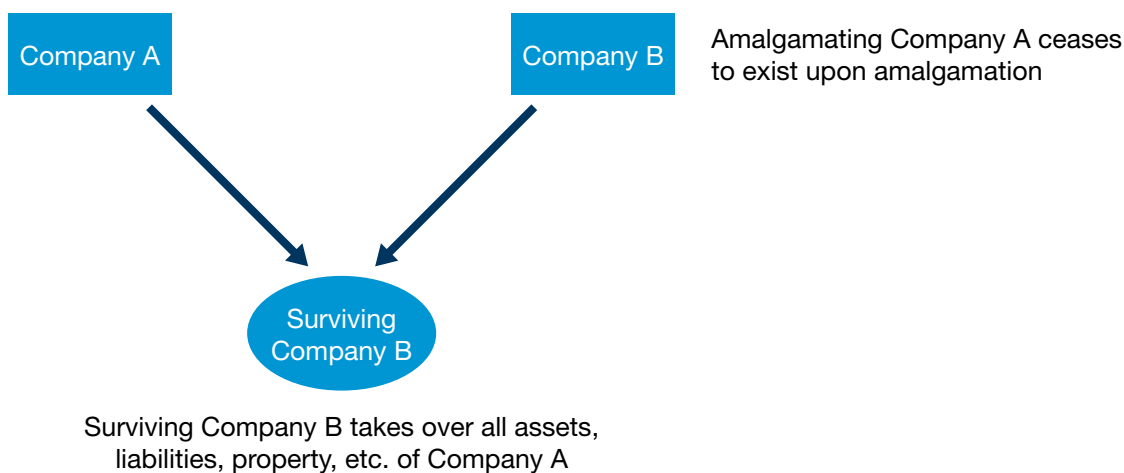 Company A
Company B
Amalgamating Company A ceases
to exist upon amalgamation
Surviving
Company B
Surviving Company B takes over all assets,
liabilities, property, etc. of Company A